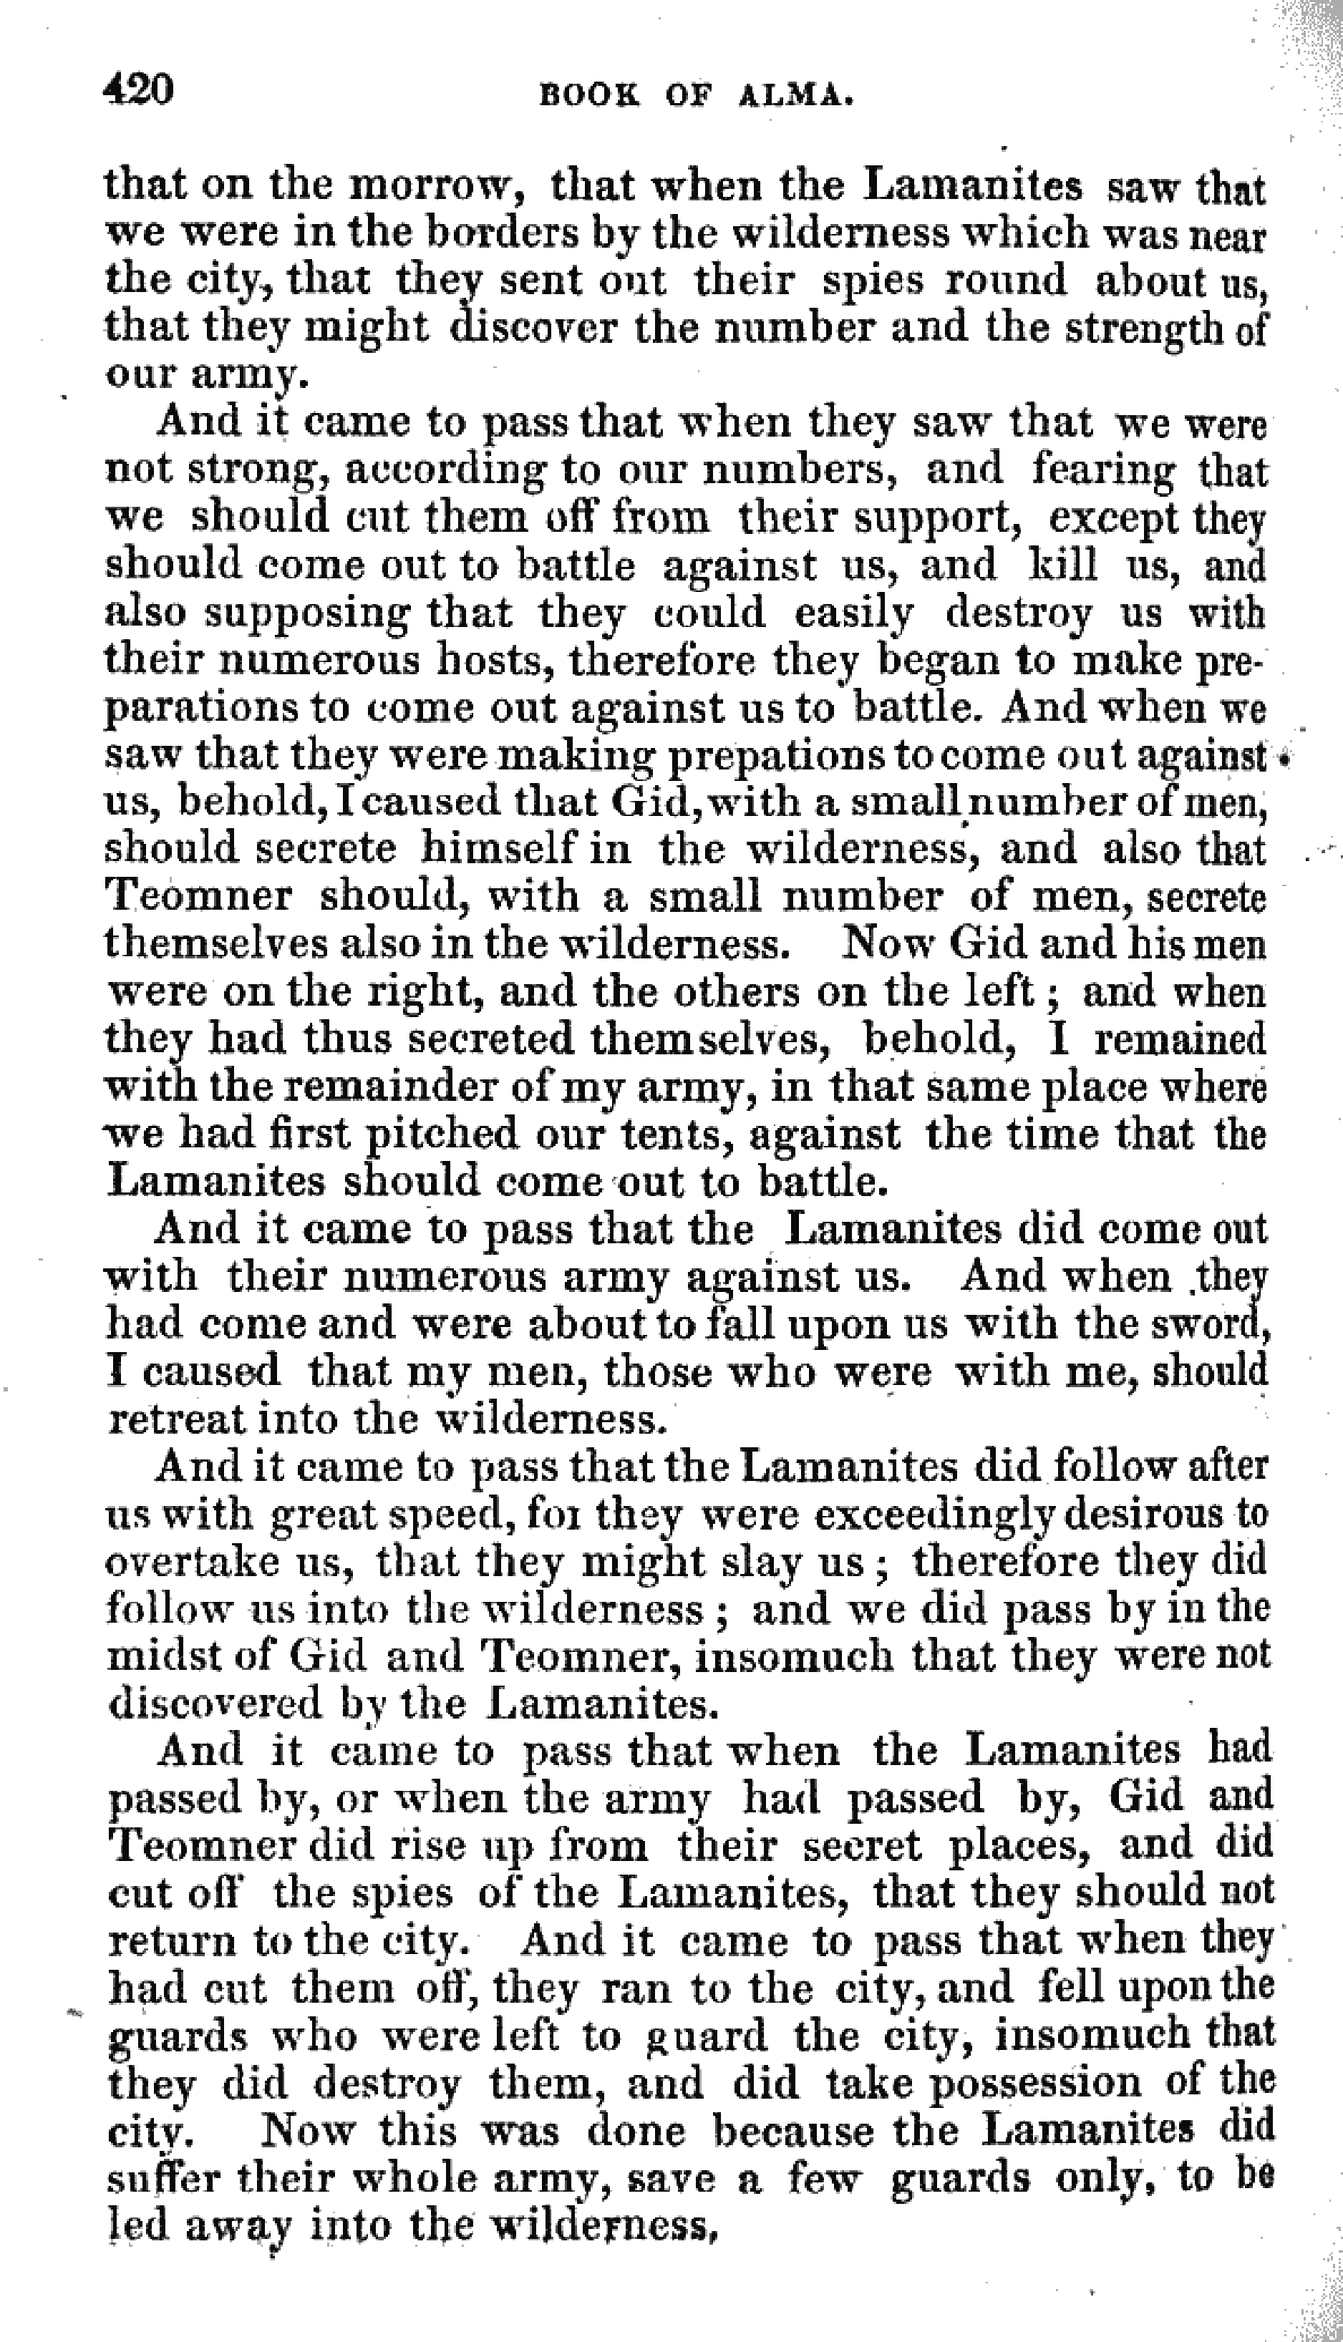 420 BOOK OF ALMA.
that on the morrow, that when the Lamanites saw that
we were in the borders by the wilderness which was near
the city, that they sent out their spies round about us,
that they might discover the number and the strength of
our army.
And it came to pass that when they saw that we were
not strong, according to our numbers, and fearing that
we should cut them off from their support, except they
should come out to battle against us, and kill us, and
also supposing that they could easily destroy us with
their numerous hosts, therefore they began to make pre-
parations to come out against us to battle. And when we
saw that they were making prepations to come out against
us, behold, I caused that Gid, with a small number of men,
should secrete himself in the wilderness, and also that
Teomner should, with a small number of men, secrete
themselves also in the wilderness. Now Gid and his men
were on the right, and the others on the left; and when
they had thus secreted themselves, behold, I remained
with the remainder of my army, in that same place where
we had first pitched our tents, against the time that the
Lamanites should come out to battle.
And it came to pass that the Lamanites did come out
with their numerous army against us. And when they
had come and were about to fall upon us with the sword,
I caused that my men, those who were with me, should
retreat into the wilderness.
And it came to pass that the Lamanites did follow after
us with great speed, for they were exceedingly desirous to
overtake us, that they might slay us; therefore they did
follow us into the wilderness; and we did pass by in the
midst of Gid and Teomner, insomuch that they were not
discovered by the Lamanites.
And it came to pass that when the Lamanites had
passed by, or when the army had passed by, Gid and
Teomner did rise up from their secret places, and did
cut off the spies of the Lamanites, that they should not
return to the city. And it came to pass that when they
had cut them off, they ran to the city, and fell upon the
guards who were left to guard the city, insomuch that
they did destroy them, and did take possession of the
city. Now this was done because the Lamanites did
suffer their whole army, save a few guards only, to be
led away into the wilderness,